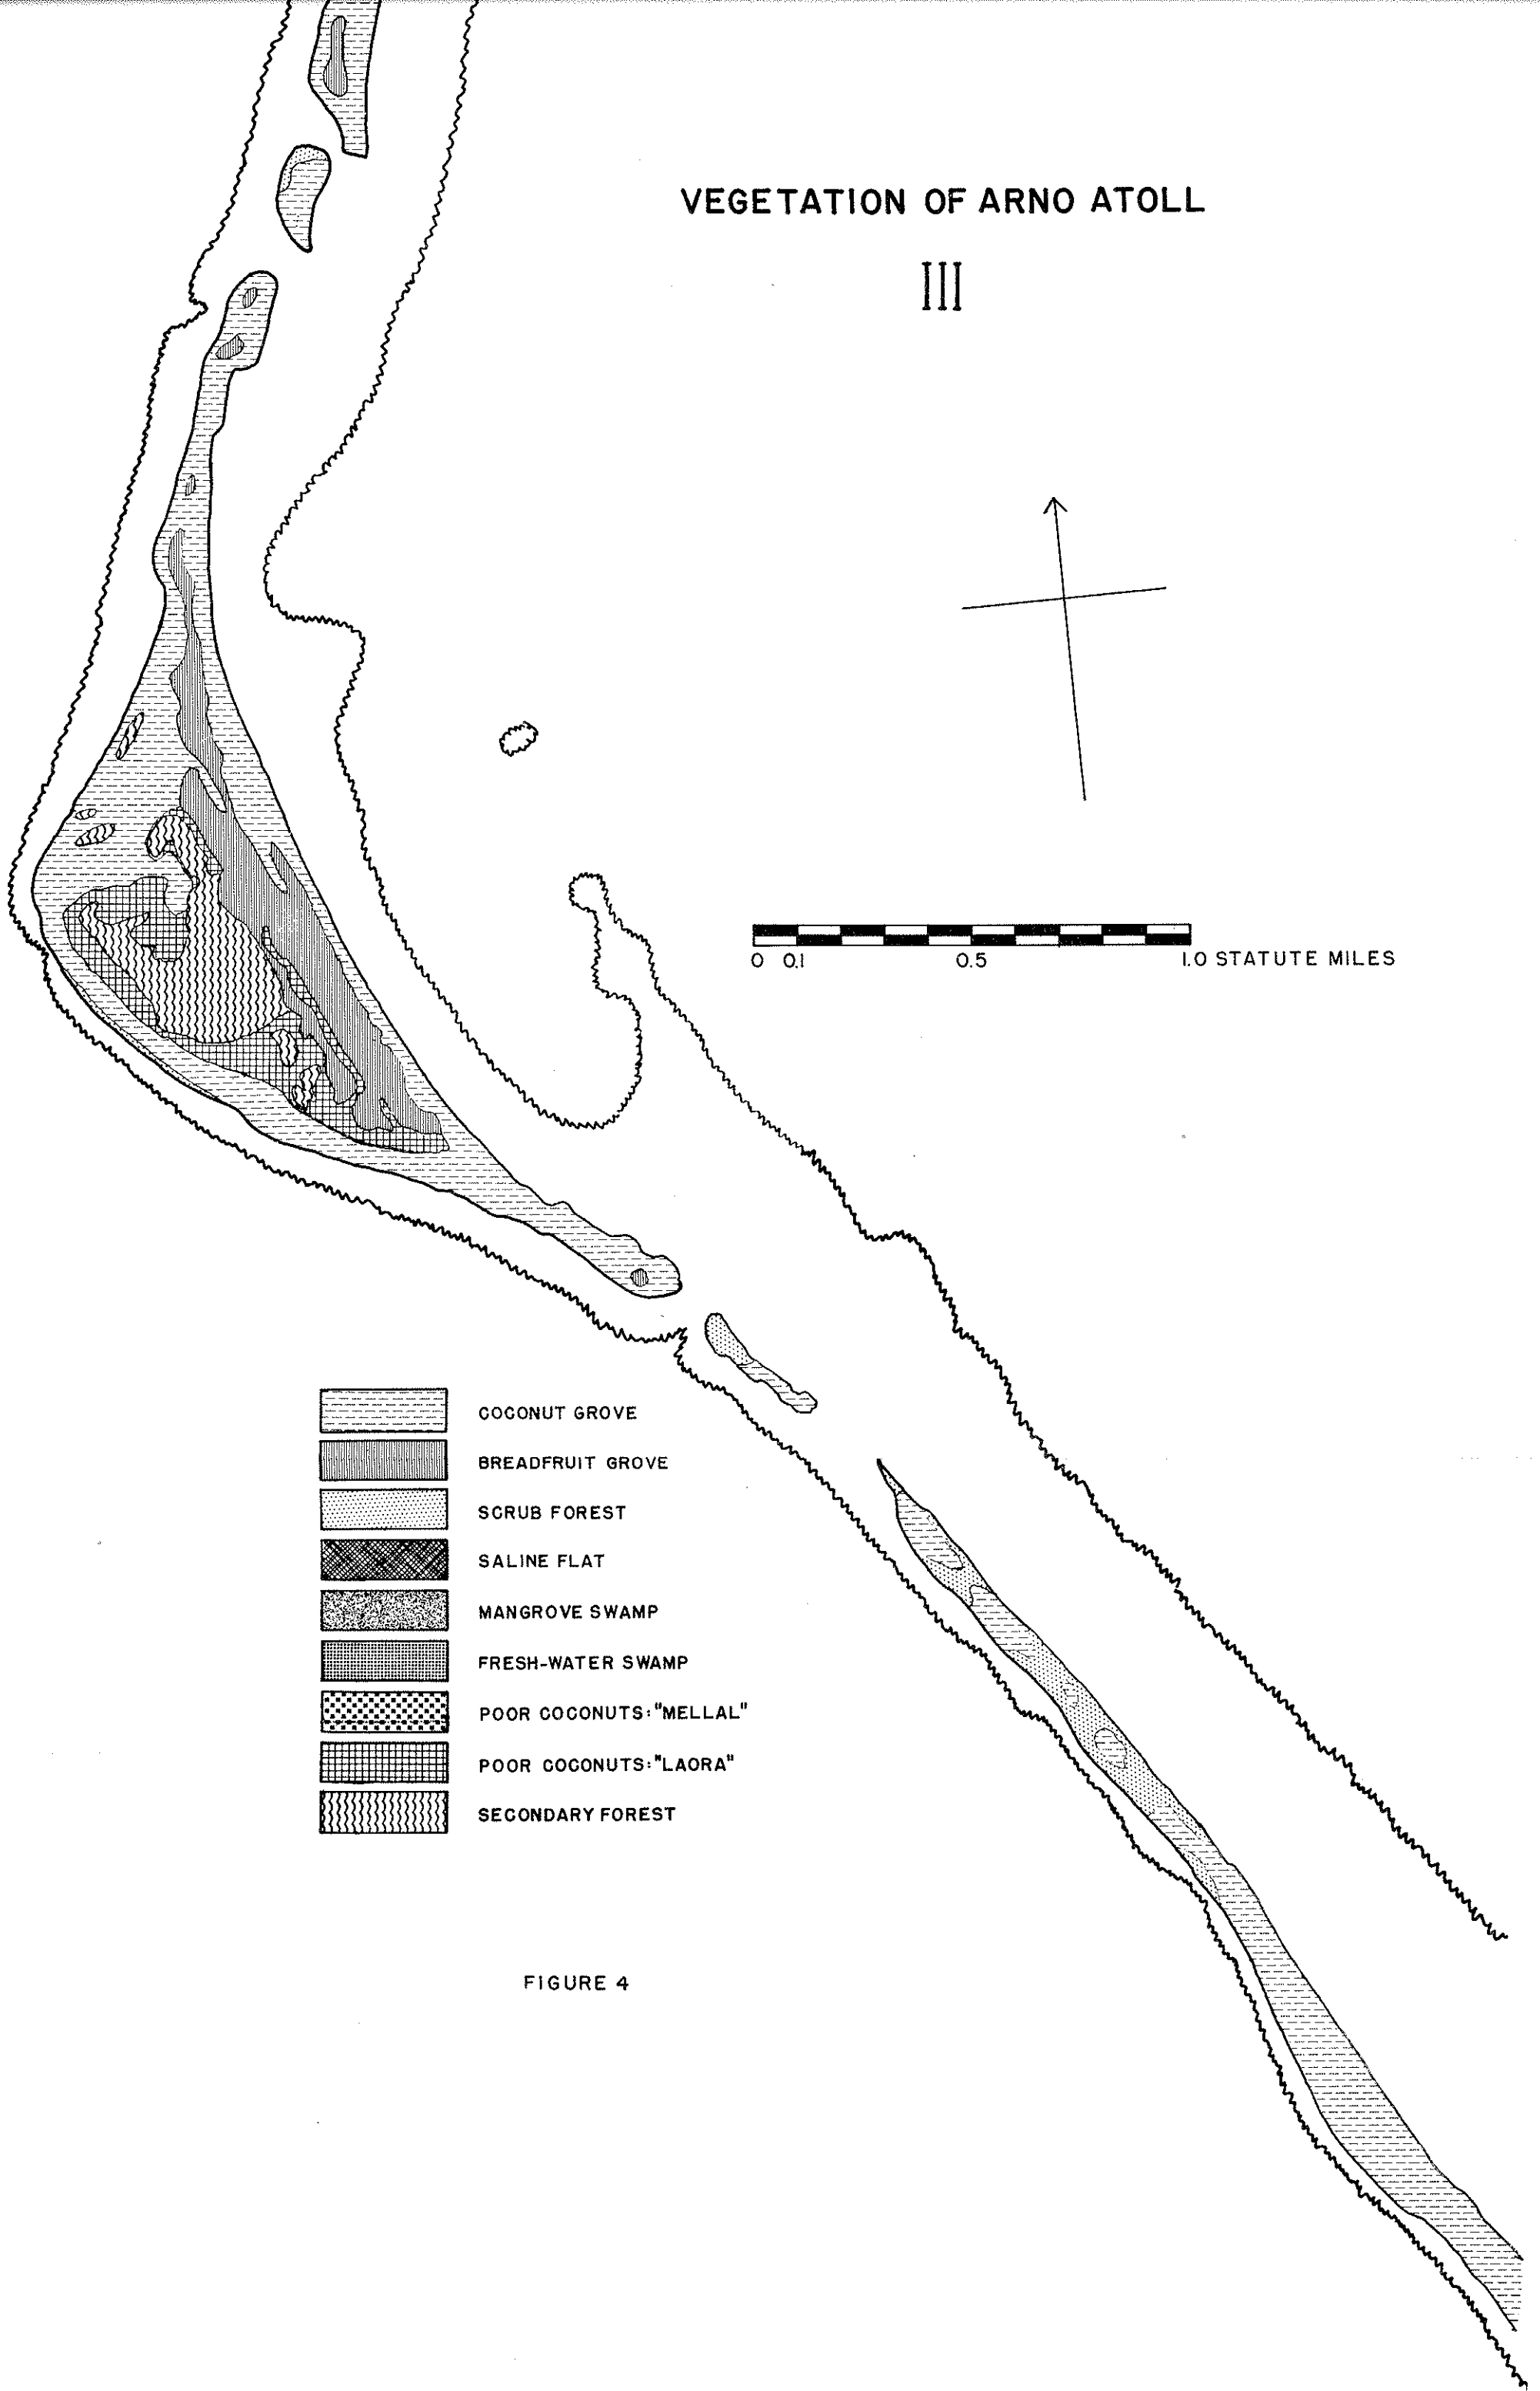 VEGETATION OF ARNO ATOLL
III
0 0.1 0.5 1.0 STATUTE MILES
COCONUT GROVE
BREADFRUIT GROVE
SCRUB FOREST
SALINE FLAT
MANGROVE SWAMP
FRESH-WATER SWAMP
POOR COCONUTS: "MELLAL"
POOR COCONUTS: "LAORA"
SECONDARY FOREST
FIGURE 4